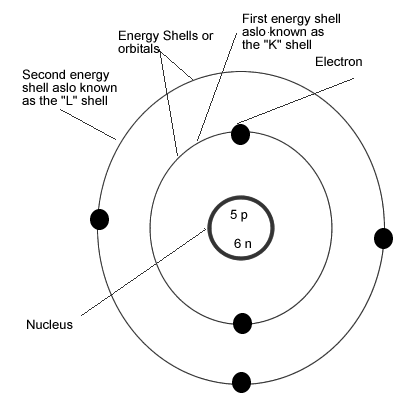 First energy shell
aslo known as
the "K" shell
Energy Shells or
orbitals
Electron
Second energy
shell aslo known
as the "L" shell
5 p
6 n
Nucleus